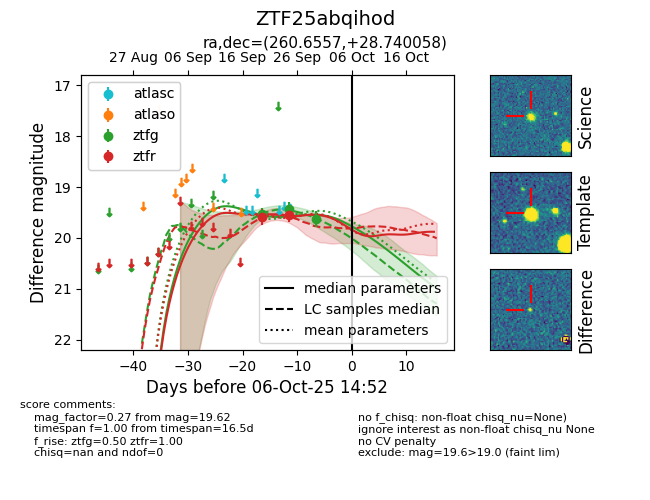 ZTF25abqihod
ra,dec=(260.6557,+28.740058)
27 Aug 06 Sep 16 Sep 26 Sep 06 Oct 16 Oct
17
18
19
20
21
22
Difference magnitude
atlasc
atlaso
ztfg
ztfr
median parameters
LC samples median
mean parameters
−40 −30 −20 −10 0 10
Days before 06-Oct-25 14:52
Science
Template
Difference
score comments:
mag_factor=0.27 from mag=19.62
timespan f=1.00 from timespan=16.5d
f_rise: ztfg=0.50 ztfr=1.00
chisq=nan and ndof=0
no f_chisq: non-float chisq_nu=None)
ignore interest as non-float chisq_nu None
no CV penalty
exclude: mag=19.6>19.0 (faint lim)